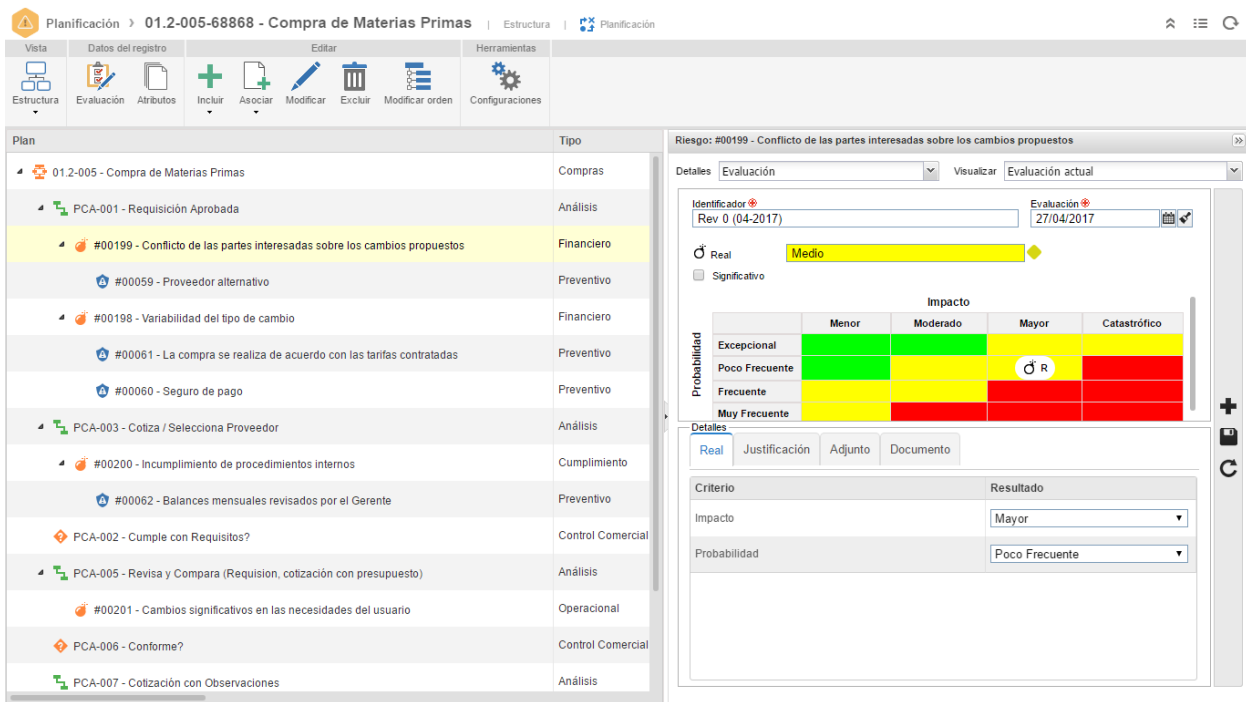 Planificación > 01.2-005-68868 - Compra de Materias Primas | Estructura | Planificación
Vista Datos del registro Editar Herramientas
Estructura Evaluación Atributos Incluir Asociar Modificar Excluir Modificar orden Configuraciones
Plan Tipo
01.2-005 - Compra de Materias Primas Compras
PCA-001 - Requisición Aprobada Análisis
#00199 - Conflicto de las partes interesadas sobre los cambios propuestos Financiero
#00059 - Proveedor alternativo Preventivo
#00198 - Variabilidad del tipo de cambio Financiero
#00061 - La compra se realiza de acuerdo con las tarifas contratadas Preventivo
#00060 - Seguro de pago Preventivo
PCA-003 - Cotiza / Selecciona Proveedor Análisis
#00200 - Incumplimiento de procedimientos internos Cumplimiento
#00062 - Balances mensuales revisados por el Gerente Preventivo
PCA-002 - Cumple con Requisitos? Control Comercial
PCA-005 - Revisa y Compara (Requision, cotización con presupuesto) Análisis
#00201 - Cambios significativos en las necesidades del usuario Operacional
PCA-006 - Conforme? Control Comercial
PCA-007 - Cotización con Observaciones Análisis
Riesgo: #00199 - Conflicto de las partes interesadas sobre los cambios propuestos
Detalles Evaluación Visualizar Evaluación actual
Identificador Evaluación
Rev 0 (04-2017) 27/04/2017
Real Medio
Significativo
Impacto
Menor Moderado Mayor Catastrófico
Probabilidad
Excepcional
Poco Frecuente R
Frecuente
Muy Frecuente
Detalles
Real Justificación Adjunto Documento
Criterio Resultado
Impacto Mayor
Probabilidad Poco Frecuente